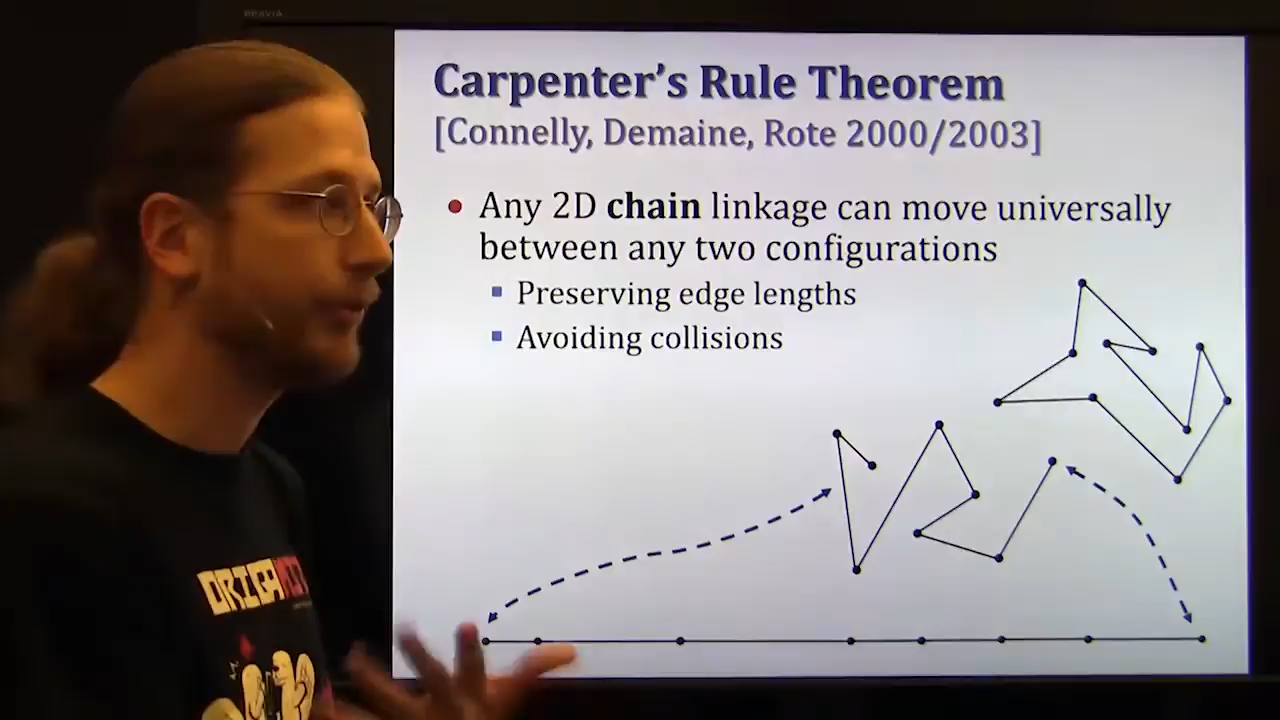 BRAVIA
Carpenter's Rule Theorem
[Connelly, Demaine, Rote 2000/2003]
• Any 2D chain linkage can move universally
between any two configurations
▪ Preserving edge lengths
▪ Avoiding collisions